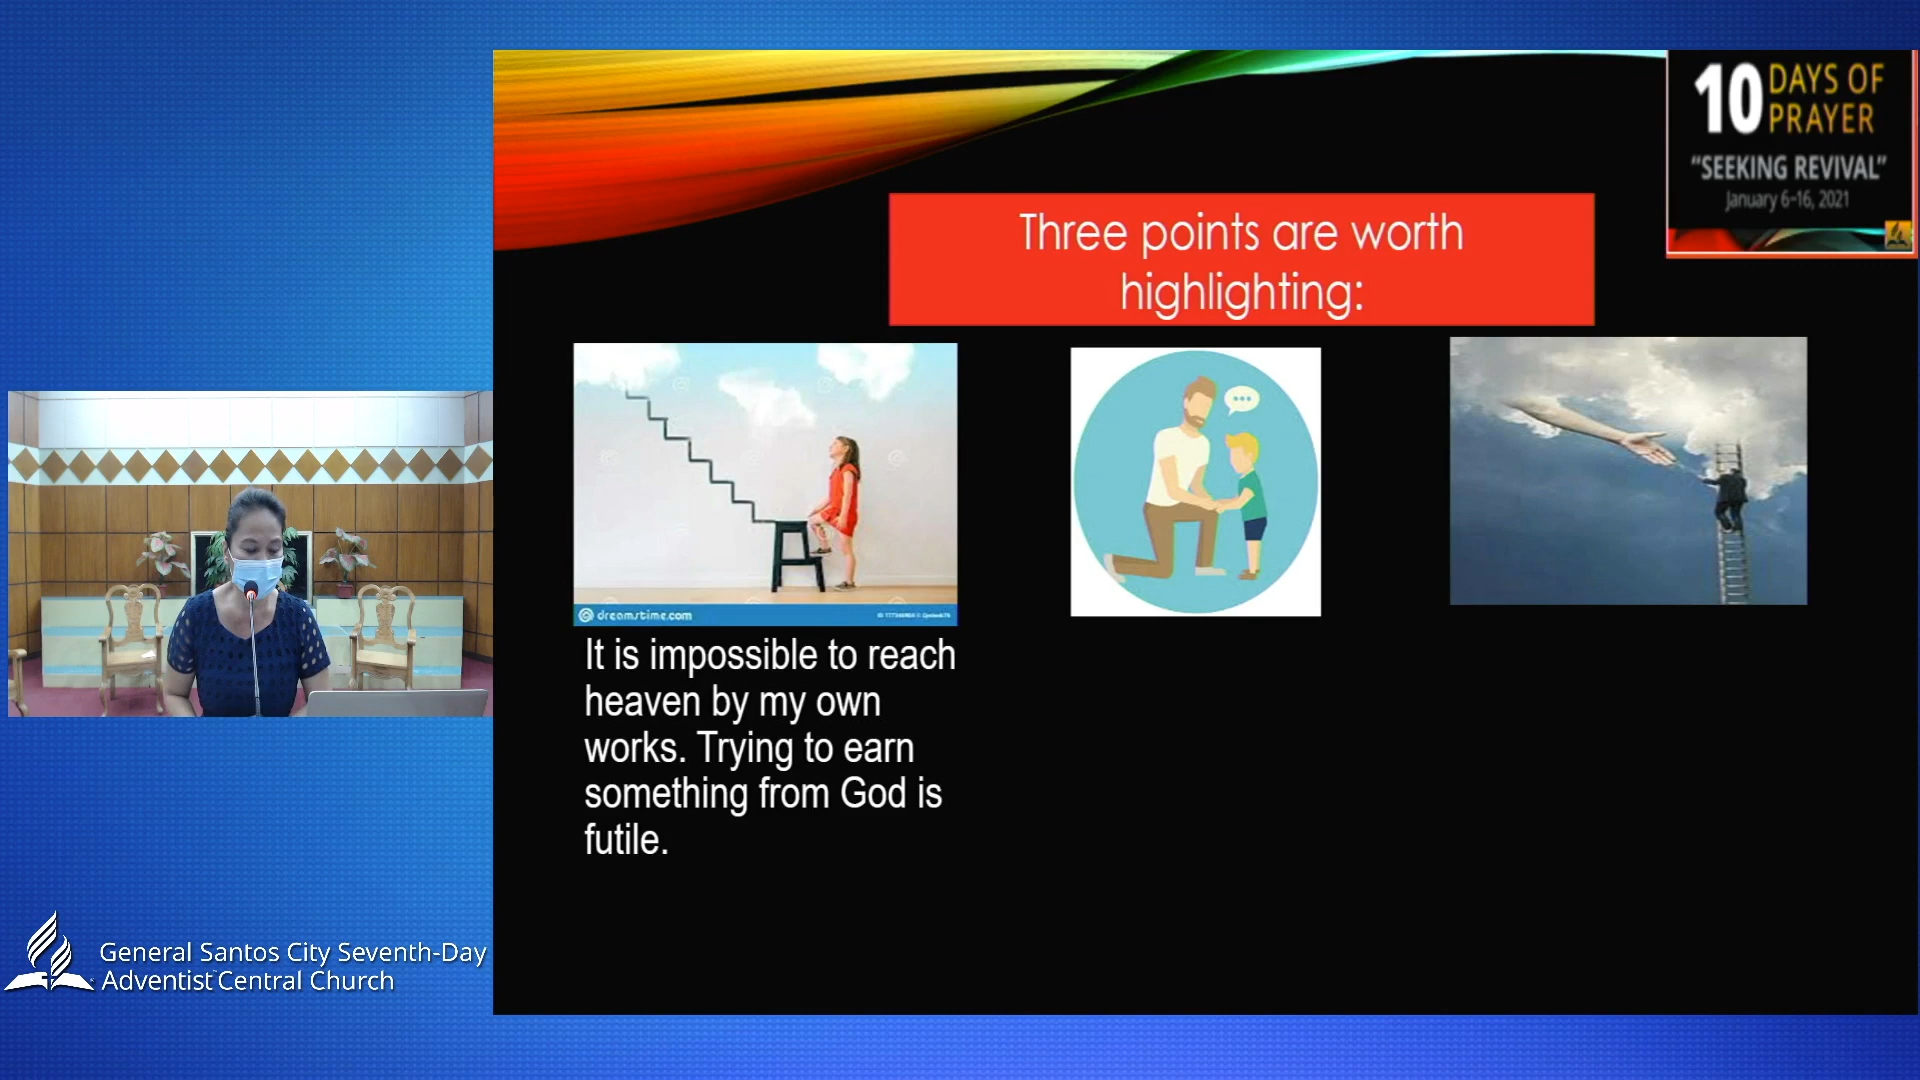 10 DAYS OF
PRAYER
“SEEKING REVIVAL”
January 6-16, 2021
Three points are worth
highlighting:
dreamstime.com
It is impossible to reach
heaven by my own
works. Trying to earn
something from God is
futile.
General Santos City Seventh-Day
Adventist Central Church